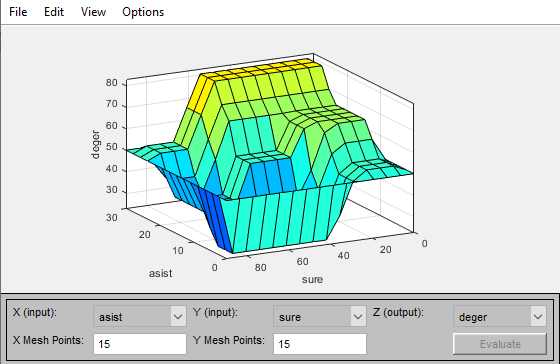 File Edit View Options
80
70
60
50
40
30
deger
30
20
10
0
asist
80
60
40
20
0
sure
X (input): asist Y (input): sure Z (output): deger
X Mesh Points: 15 Y Mesh Points: 15 Evaluate